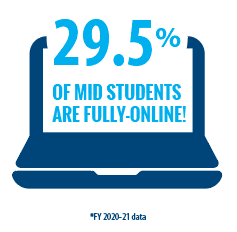 29.5%
OF MID STUDENTS
ARE FULLY-ONLINE!
*FY 2020-21 data